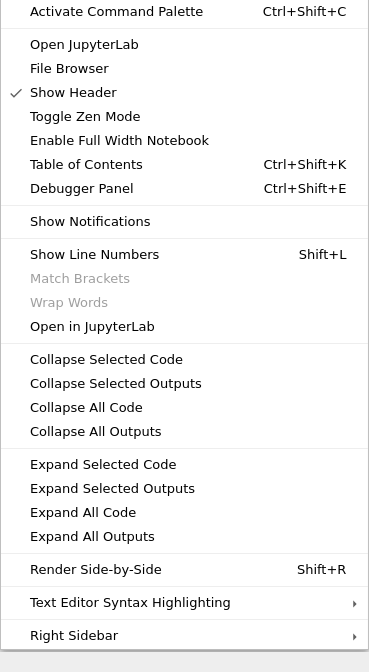 Activate Command Palette Ctrl+Shift+C
Open JupyterLab
File Browser
Show Header
Toggle Zen Mode
Enable Full Width Notebook
Table of Contents Ctrl+Shift+K
Debugger Panel Ctrl+Shift+E
Show Notifications
Show Line Numbers Shift+L
Match Brackets
Wrap Words
Open in JupyterLab
Collapse Selected Code
Collapse Selected Outputs
Collapse All Code
Collapse All Outputs
Expand Selected Code
Expand Selected Outputs
Expand All Code
Expand All Outputs
Render Side-by-Side Shift+R
Text Editor Syntax Highlighting
Right Sidebar